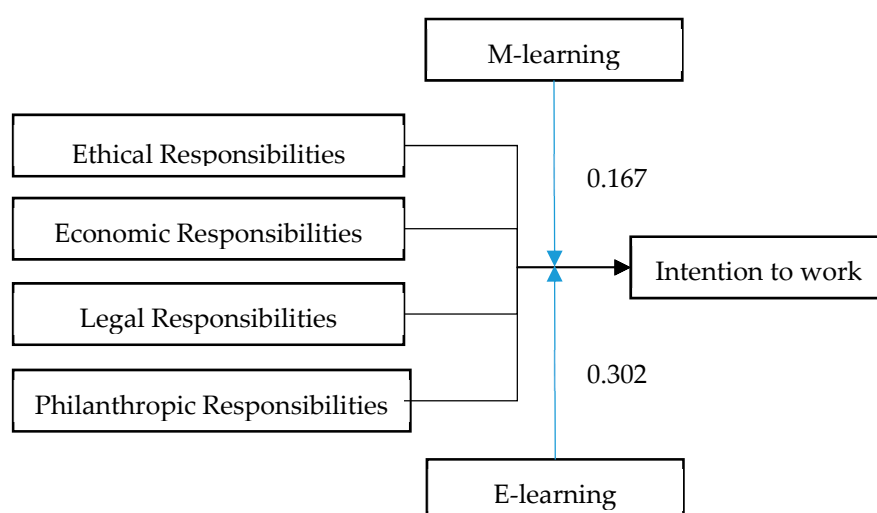 M-learning
Ethical Responsibilities
0.167
Economic Responsibilities
Intention to work
Legal Responsibilities
0.302
Philanthropic Responsibilities
E-learning